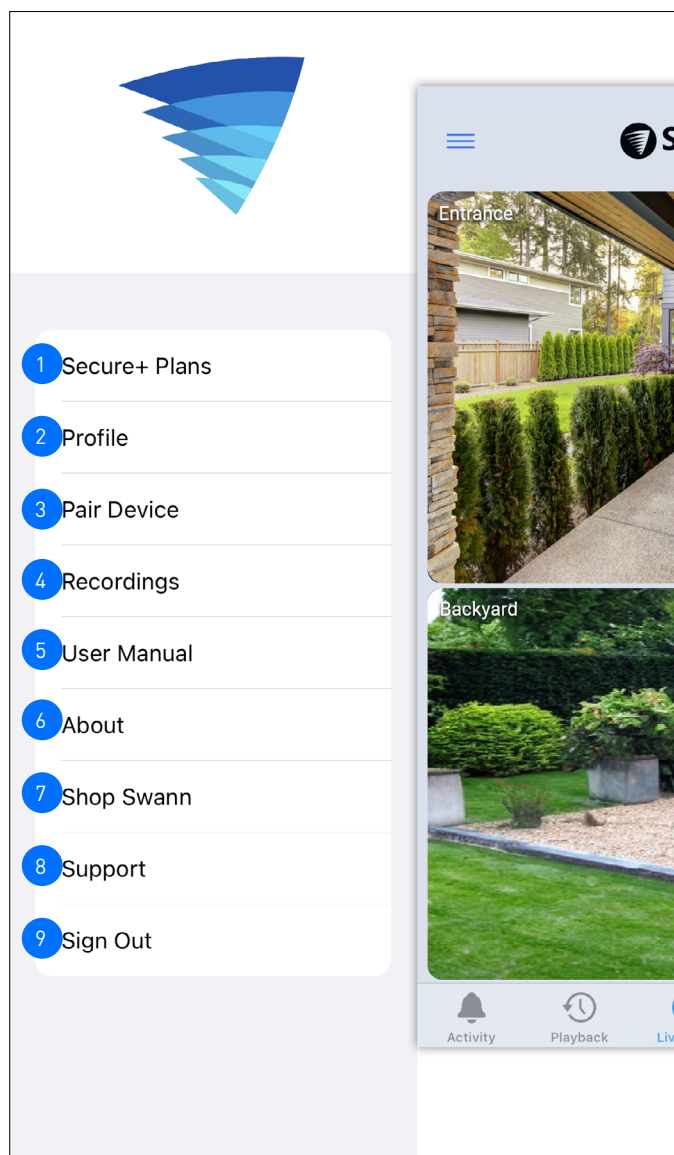 1 Secure+ Plans
2 Profile
3 Pair Device
4 Recordings
5 User Manual
6 About
7 Shop Swann
8 Support
9 Sign Out
S
Entrance
Backyard
Activity
Playback
Liv